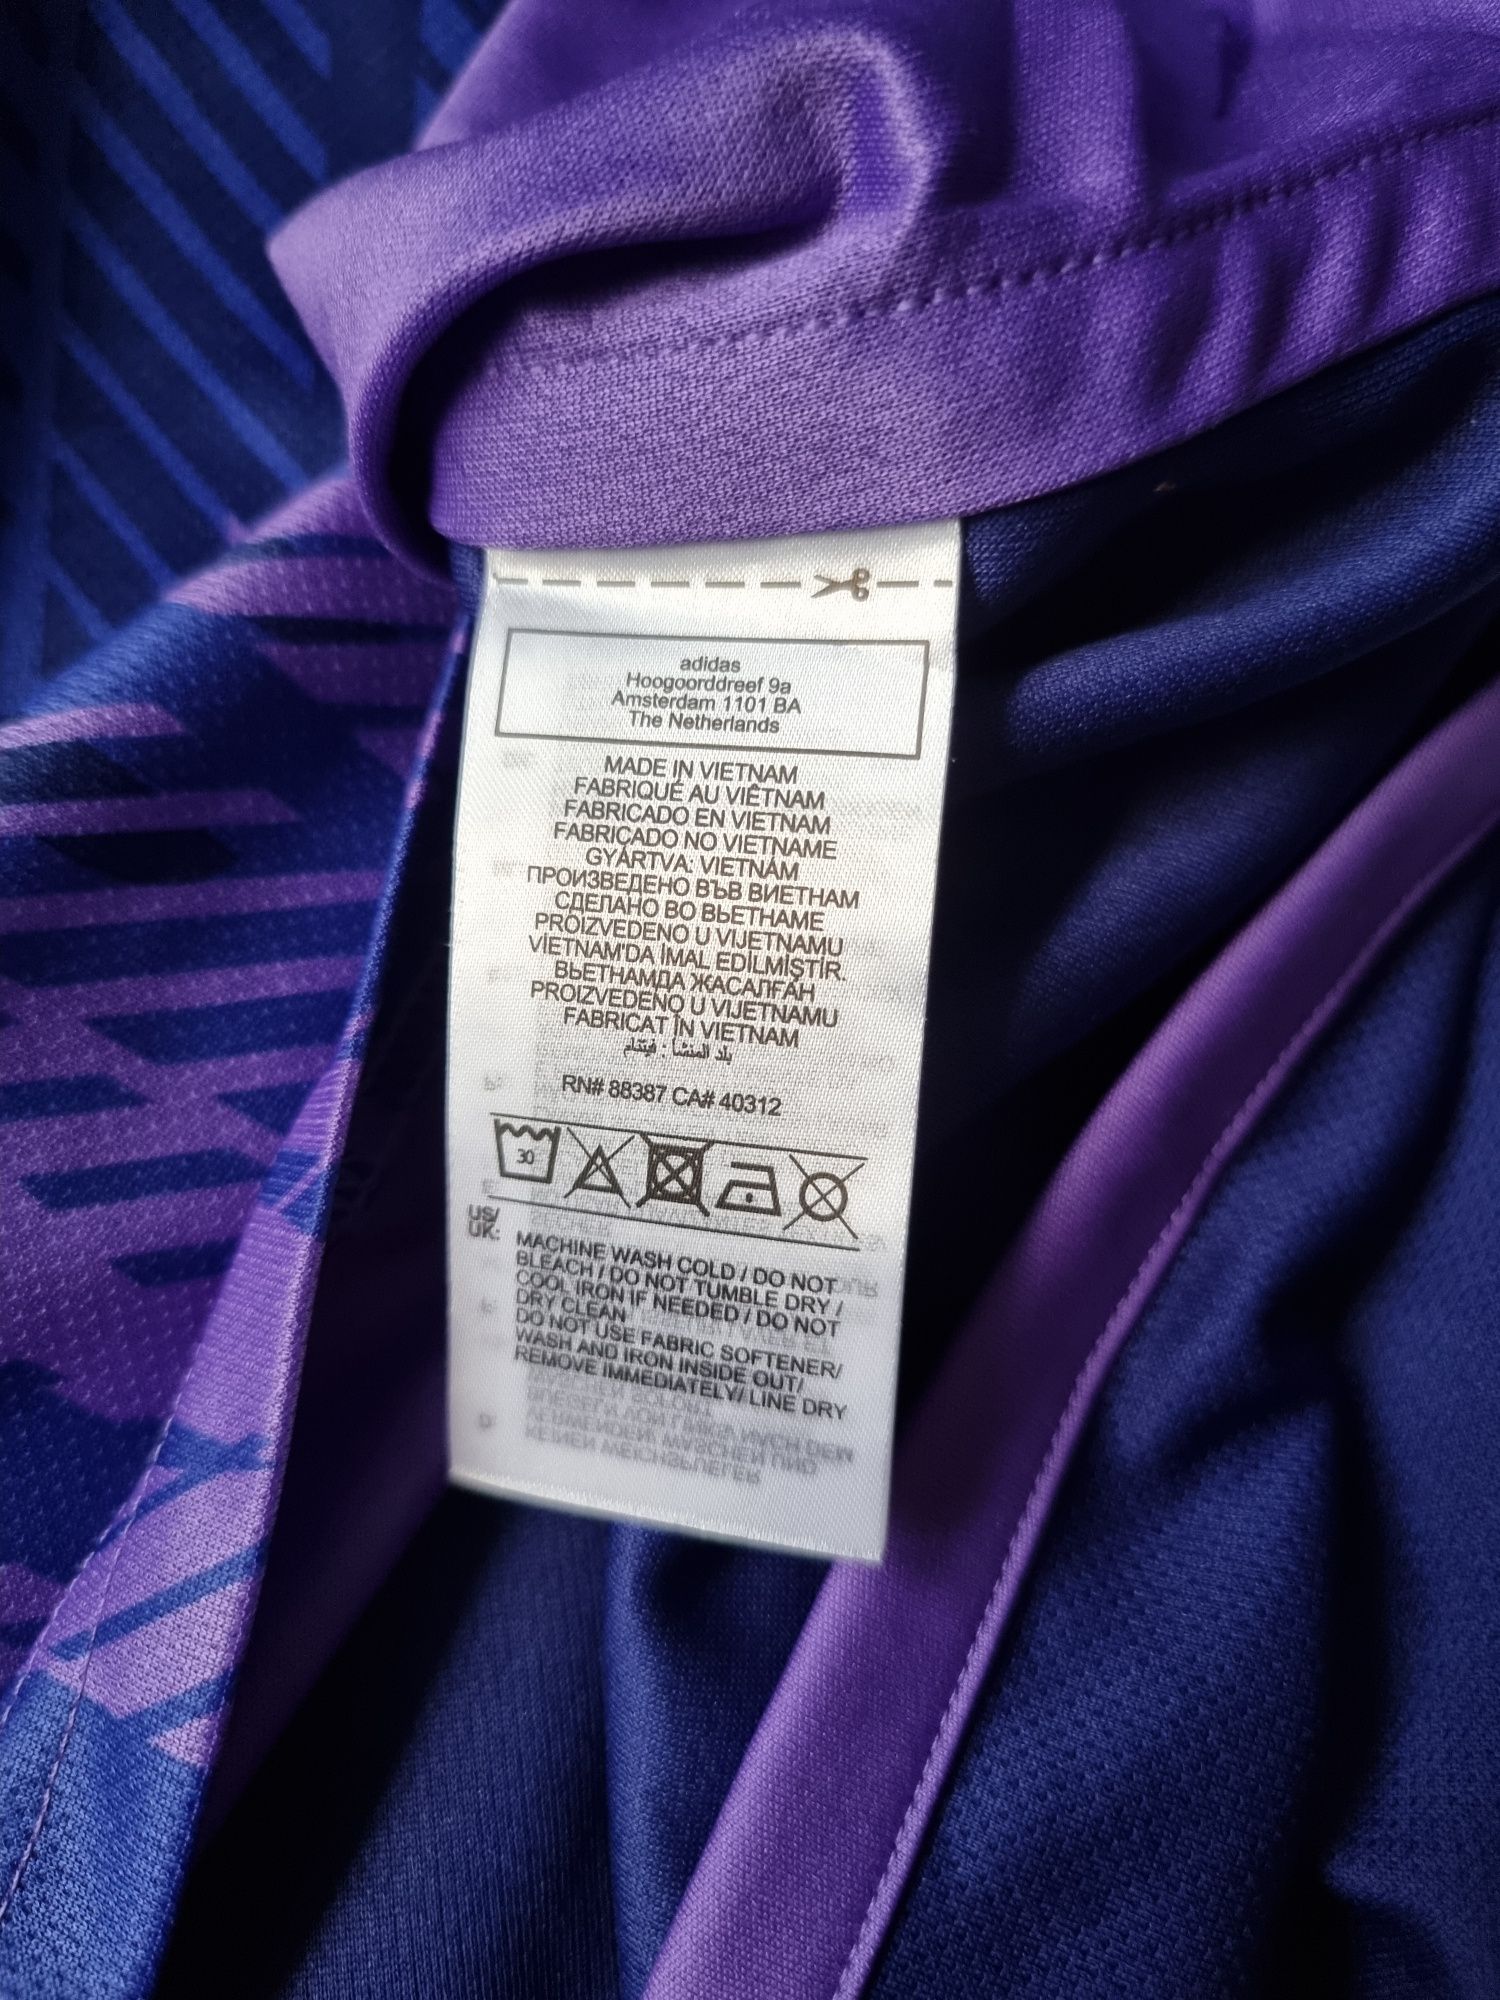 adidas
Hoogoorddreef 9a
Amsterdam 1101 BA
The Netherlands
MADE IN VIETNAM
FABRIQUÉ AU VIÊTNAM
FABRICADO EN VIETNAM
FABRICADO NO VIETNAME
GYÁRTVA: VIETNÁM
ПРОИЗВЕДЕНО ВЪВ ВИЕТНАМ
СДЕЛАНО ВО ВЬЕТНАМЕ
PROIZVEDENO U VIJETNAMU
VİETNAM'DA İMAL EDİLMİŞTİR.
ВЬЕТНАМДА ЖАСАЛҒАН
PROIZVEDENO U VIJETNAMU
FABRICAT ÎN VIETNAM
بلد المنشأ : فيتنام
RN# 88387 CA# 40312
30
US/
UK:
MACHINE WASH COLD / DO NOT
BLEACH / DO NOT TUMBLE DRY /
COOL IRON IF NEEDED / DO NOT
DRY CLEAN
DO NOT USE FABRIC SOFTENER/
WASH AND IRON INSIDE OUT/
REMOVE IMMEDIATELY/ LINE DRY